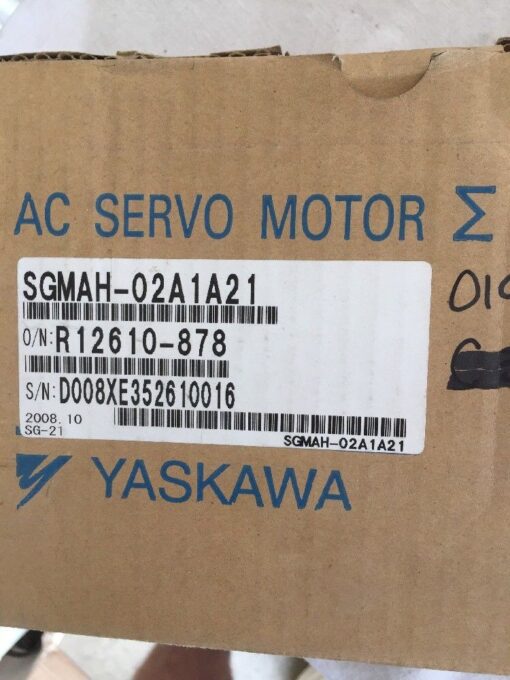 AC SERVO MOTOR Σ
SGMAH-02A1A21
O/N:R12610-878
S/N:D008XE352610016
2008.10
SG-21
SGMAH-02A1A21
YASKAWA